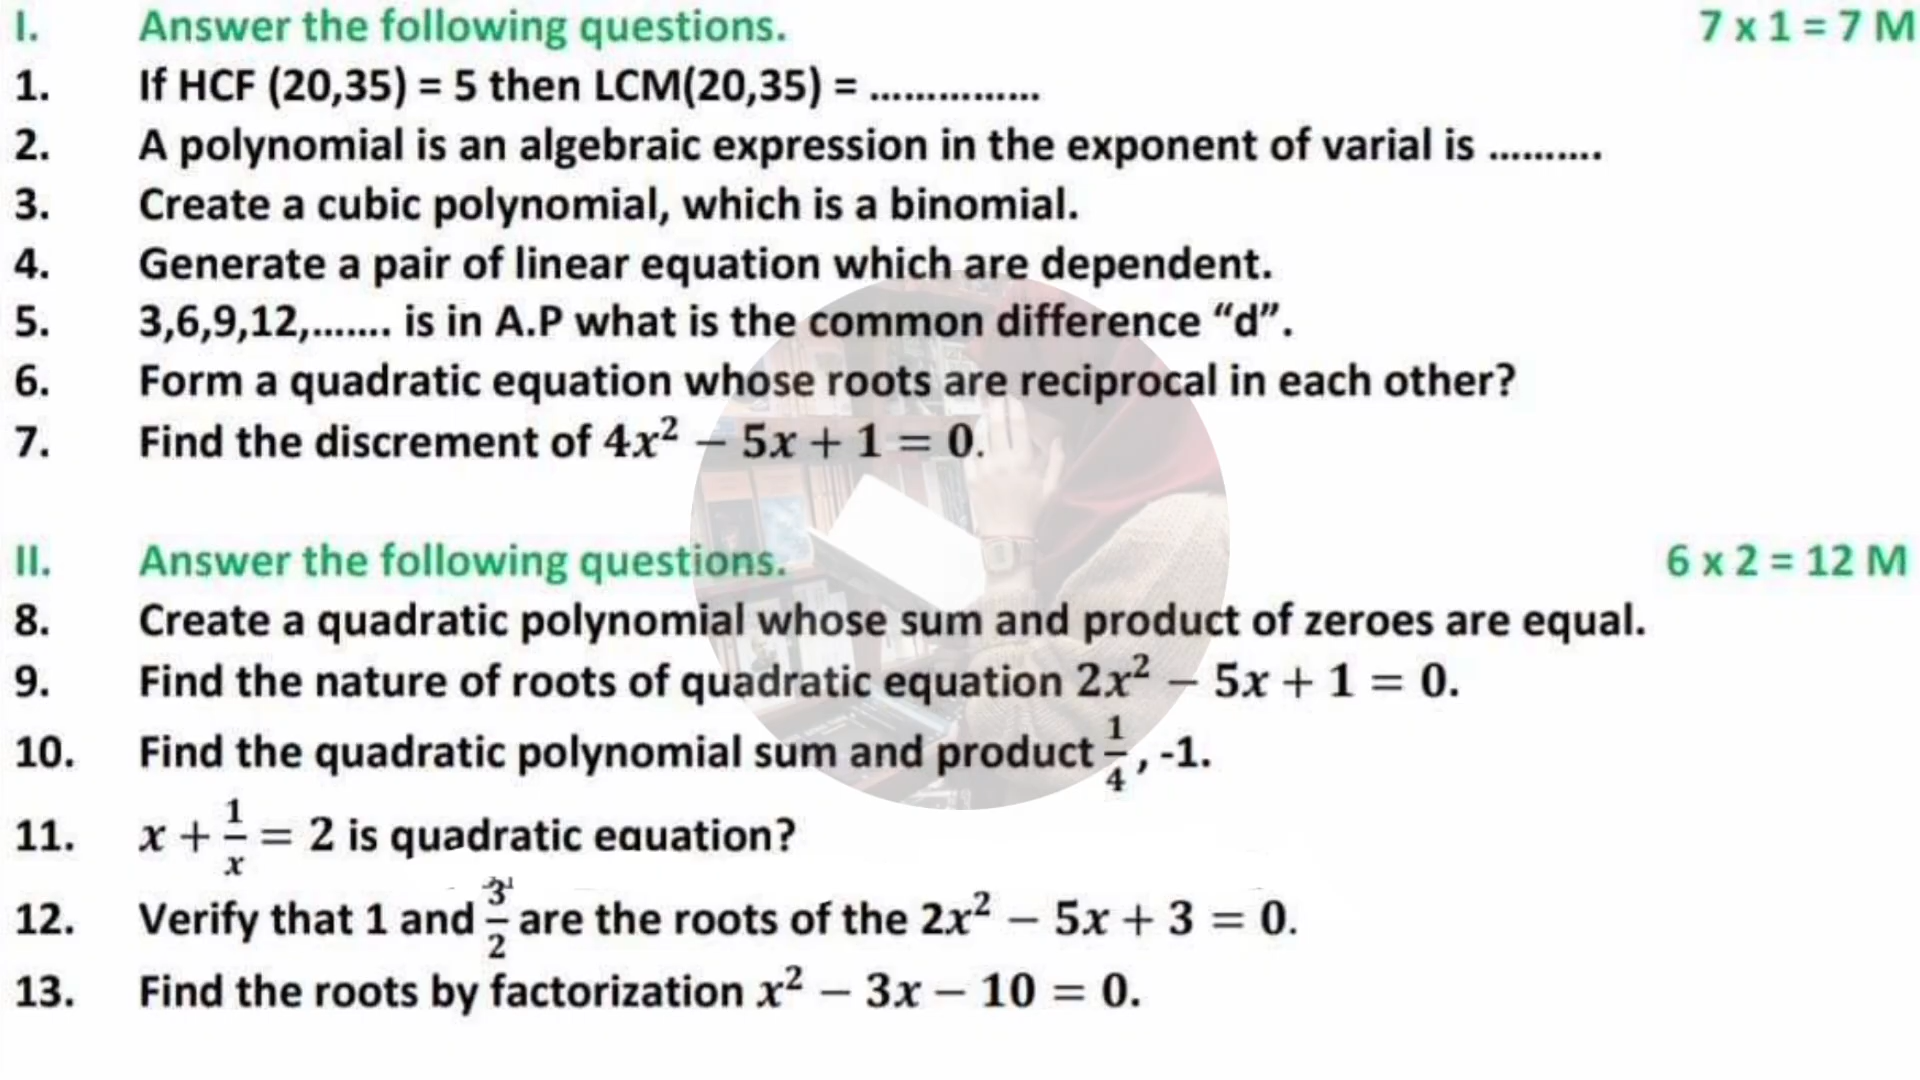 I. Answer the following questions. 7 x 1 = 7 M
1. If HCF (20,35) = 5 then LCM(20,35) = ...............
2. A polynomial is an algebraic expression in the exponent of varial is ..........
3. Create a cubic polynomial, which is a binomial.
4. Generate a pair of linear equation which are dependent.
5. 3,6,9,12,....... is in A.P what is the common difference “d”.
6. Form a quadratic equation whose roots are reciprocal in each other?
7. Find the discrement of 4x² − 5x + 1 = 0.
II. Answer the following questions. 6 x 2 = 12 M
8. Create a quadratic polynomial whose sum and product of zeroes are equal.
9. Find the nature of roots of quadratic equation 2x² − 5x + 1 = 0.
10. Find the quadratic polynomial sum and product 1/4, -1.
11. x + 1/x = 2 is quadratic equation?
12. Verify that 1 and 3/2 are the roots of the 2x² − 5x + 3 = 0.
13. Find the roots by factorization x² − 3x − 10 = 0.